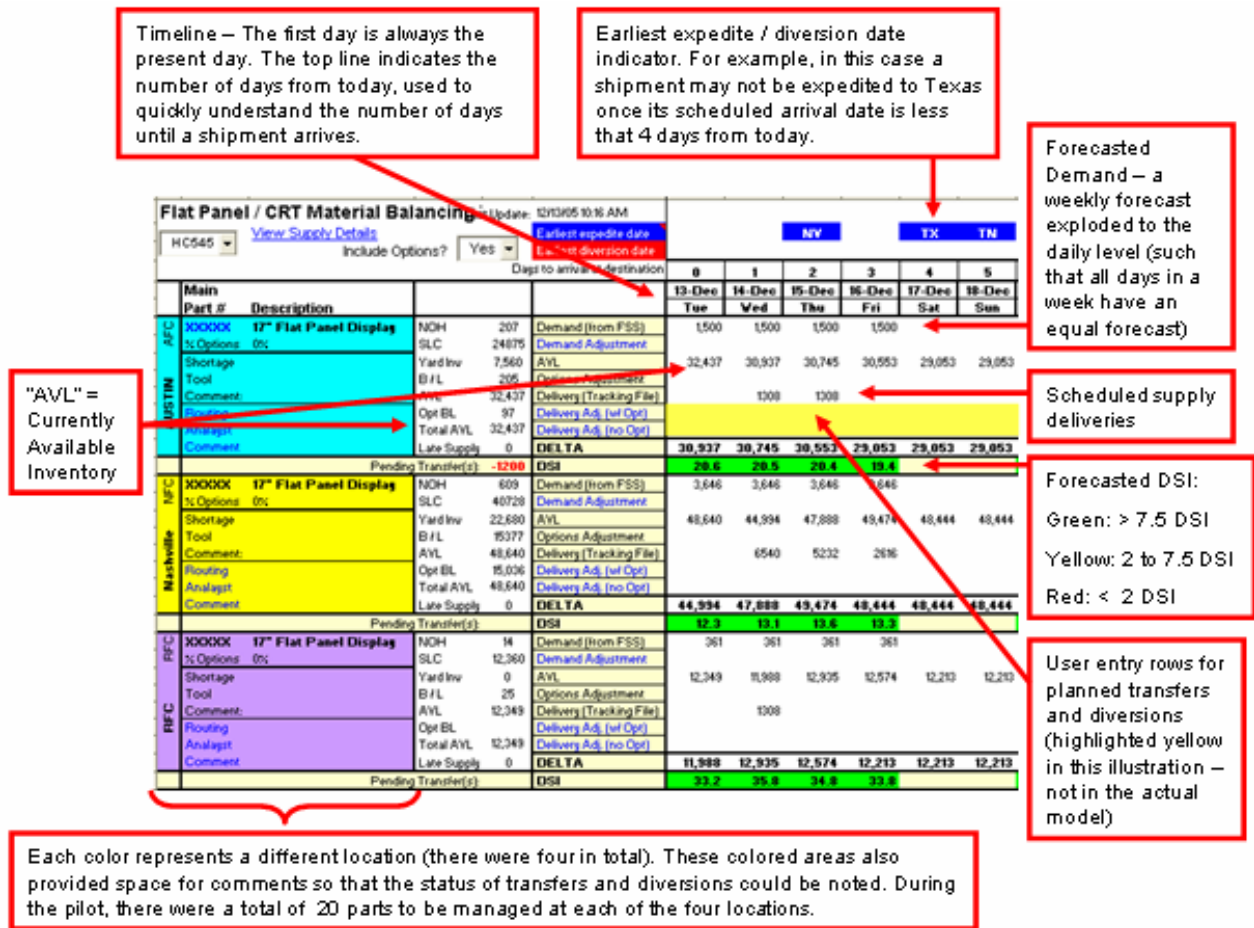 Timeline – The first day is always the
present day. The top line indicates the
number of days from today, used to
quickly understand the number of days
until a shipment arrives.
Earliest expedite / diversion date
indicator. For example, in this case a
shipment may not be expedited to Texas
once its scheduled arrival date is less
that 4 days from today.
Forecasted
Demand – a
weekly forecast
exploded to the
daily level (such
that all days in a
week have an
equal forecast)
Flat Panel / CRT Material Balancing Update: 12/13/05 10:16 AM
HC545 View Supply Details Earliest expedite date NY TX TN
Include Options? Yes Earliest diversion date
Days to arrival at destination 0 1 2 3 4 5
Main 13-Dec 14-Dec 15-Dec 16-Dec 17-Dec 18-Dec
Part # Description Tue Wed Thu Fri Sat Sun
AFC XXXXX 17" Flat Panel Display NOH 207 Demand (from FSS) 1,500 1,500 1,500 1,500
% Options 0% SLC 24875 Demand Adjustment
Shortage Yard Inv 7,560 AVL 32,437 30,937 30,745 30,553 29,053 29,053
Tool B/L 205 Options Adjustment
USTIN Comment: AVL 32,437 Delivery (Tracking File) 1308 1308
Routing Opt BL 97 Delivery Adj. (w/ Opt)
Analayst Total AVL 32,437 Delivery Adj. (no Opt)
Comment Late Supply 0 DELTA 30,937 30,745 30,553 29,053 29,053 29,053
Pending Transfer(s): -1200 DSI 20.6 20.5 20.4 19.4
NFC XXXXX 17" Flat Panel Display NOH 609 Demand (from FSS) 3,646 3,646 3,646 3,646
% Options 0% SLC 40728 Demand Adjustment
Shortage Yard Inv 22,680 AVL 48,640 44,994 47,888 49,474 48,444 48,444
Tool B/L 15377 Options Adjustment
Nashville Comment: AVL 48,640 Delivery (Tracking File) 6540 5232 2616
Routing Opt BL 15,036 Delivery Adj. (w/ Opt)
Analayst Total AVL 48,640 Delivery Adj. (no Opt)
Comment Late Supply 0 DELTA 44,994 47,888 49,474 48,444 48,444 48,444
Pending Transfer(s): DSI 12.3 13.1 13.6 13.3
RFC XXXXX 17" Flat Panel Display NOH 14 Demand (from FSS) 361 361 361 361
% Options 0% SLC 12,360 Demand Adjustment
Shortage Yard Inv 0 AVL 12,349 11,988 12,935 12,574 12,213 12,213
Tool B/L 25 Options Adjustment
RFC Comment: AVL 12,349 Delivery (Tracking File) 1308
Routing Opt BL Delivery Adj. (w/ Opt)
Analayst Total AVL 12,349 Delivery Adj. (no Opt)
Comment Late Supply 0 DELTA 11,988 12,935 12,574 12,213 12,213 12,213
Pending Transfer(s): DSI 33.2 35.8 34.8 33.8
"AVL" =
Currently
Available
Inventory
Scheduled supply
deliveries
Forecasted DSI:
Green: > 7.5 DSI
Yellow: 2 to 7.5 DSI
Red: < 2 DSI
User entry rows for
planned transfers
and diversions
(highlighted yellow
in this illustration –
not in the actual
model)
Each color represents a different location (there were four in total). These colored areas also
provided space for comments so that the status of transfers and diversions could be noted. During
the pilot, there were a total of 20 parts to be managed at each of the four locations.